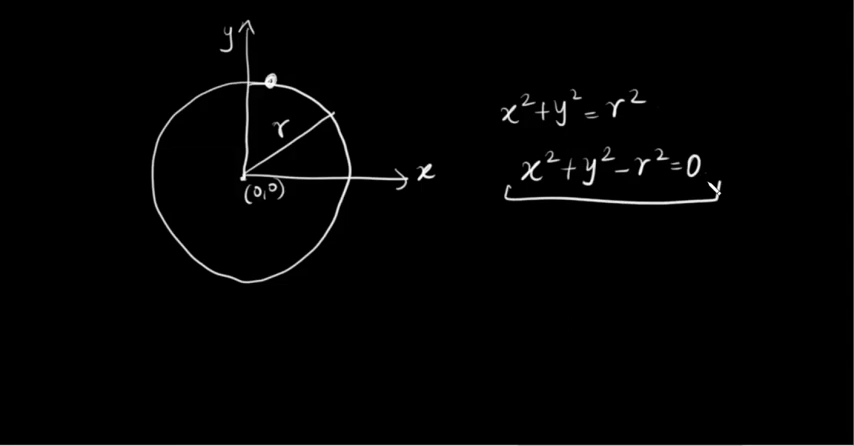 y
r
x
(0,0)
x²+y²=r²
x²+y²-r²=0